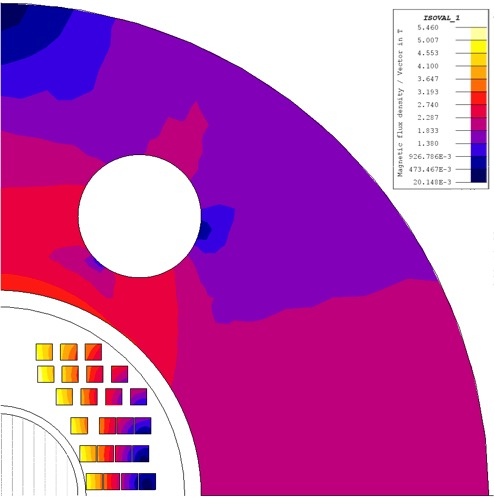 ISOVAL_1
Magnetic flux density / Vector in T
5.460
5.007
4.553
4.100
3.647
3.193
2.740
2.287
1.833
1.380
926.786E-3
473.467E-3
20.148E-3